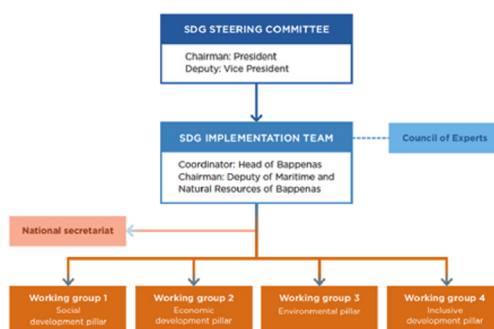 SDG STEERING COMMITTEE
Chairman: President
Deputy: Vice President
SDG IMPLEMENTATION TEAM
Council of Experts
Coordinator: Head of Bappenas
Chairman: Deputy of Maritime and
Natural Resources of Bappenas
National secretariat
Working group 1
Social
development pillar
Working group 2
Economic
development pillar
Working group 3
Environmental pillar
Working group 4
Inclusive
development pillar